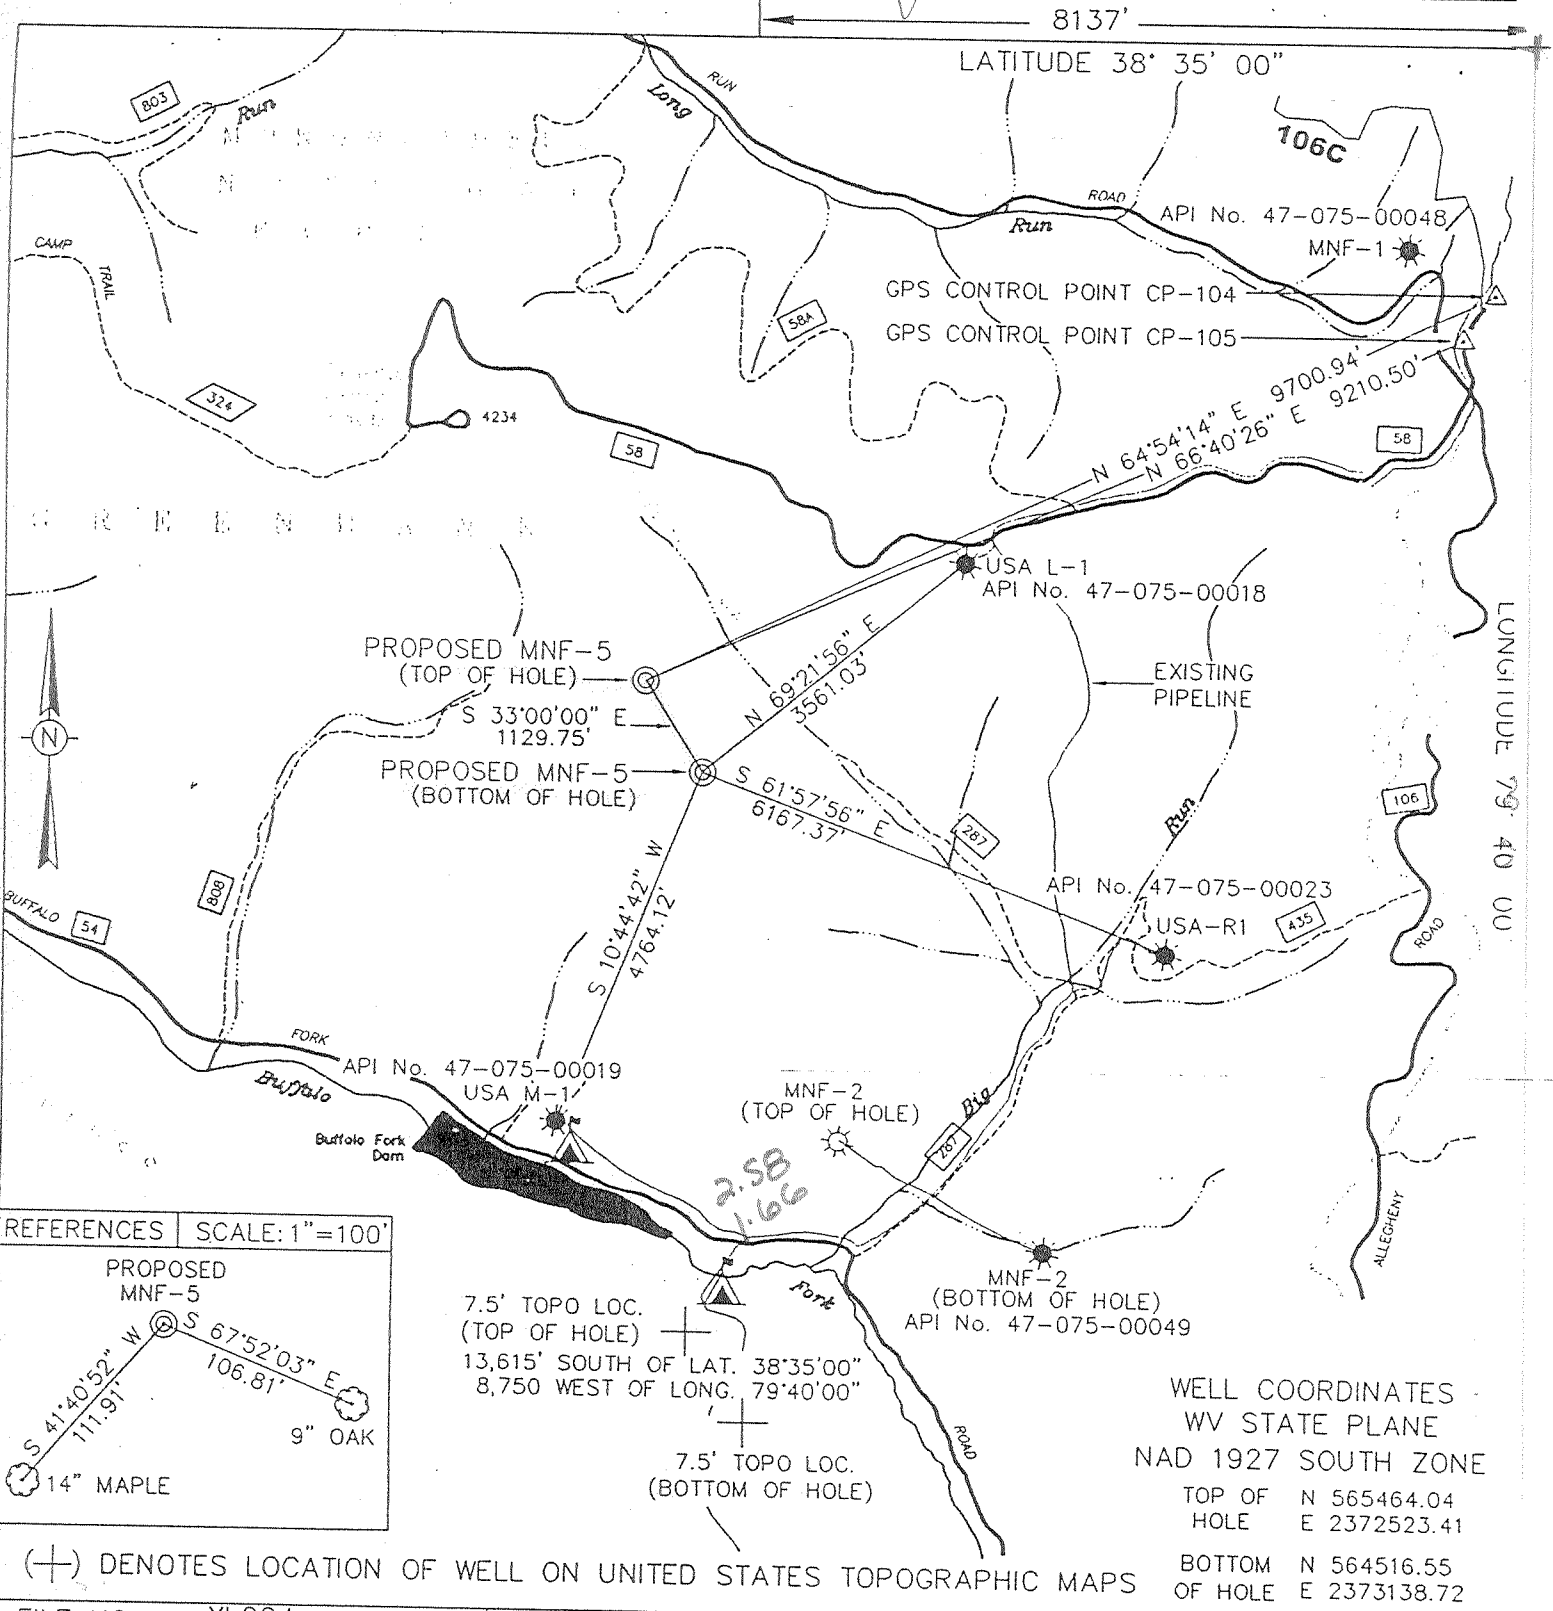 8137'
LATITUDE 38° 35' 00"
803
Run
RUN
Long
106C
ROAD
Run
API No. 47-075-00048
MNF-1
CAMP
TRAIL
GPS CONTROL POINT CP-104
58A
GPS CONTROL POINT CP-105
N 64°54'14" E 9700.94'
N 66°40'26" E 9210.50'
324
4234
58
58
GREENBANK
USA L-1
API No. 47-075-00018
PROPOSED MNF-5
(TOP OF HOLE)
N 69°21'56" E
3561.03'
EXISTING
PIPELINE
S 33°00'00" E
1129.75'
N
PROPOSED MNF-5
(BOTTOM OF HOLE)
S 61°57'56" E
6167.37'
LONGITUDE 79 40 00
106
287
Run
808
S 10°44'42" W
4764.12'
API No. 47-075-00023
USA-R1
435
ROAD
BUFFALO
54
FORK
API No. 47-075-00019
USA M-1
Buffalo
MNF-2
(TOP OF HOLE)
Big
287
Buffalo Fork
Dam
2.58
1.66
ALLEGHENY
REFERENCES SCALE: 1"=100'
PROPOSED
MNF-5
S 67°52'03" E
106.81'
S 41°40'52" W
111.91'
9" OAK
14" MAPLE
MNF-2
(BOTTOM OF HOLE)
API No. 47-075-00049
Fork
7.5' TOPO LOC.
(TOP OF HOLE)
13,615' SOUTH OF LAT. 38°35'00"
8,750 WEST OF LONG. 79°40'00"
ROAD
7.5' TOPO LOC.
(BOTTOM OF HOLE)
WELL COORDINATES
WV STATE PLANE
NAD 1927 SOUTH ZONE
TOP OF N 565464.04
HOLE E 2372523.41
BOTTOM N 564516.55
OF HOLE E 2373138.72
(+) DENOTES LOCATION OF WELL ON UNITED STATES TOPOGRAPHIC MAPS